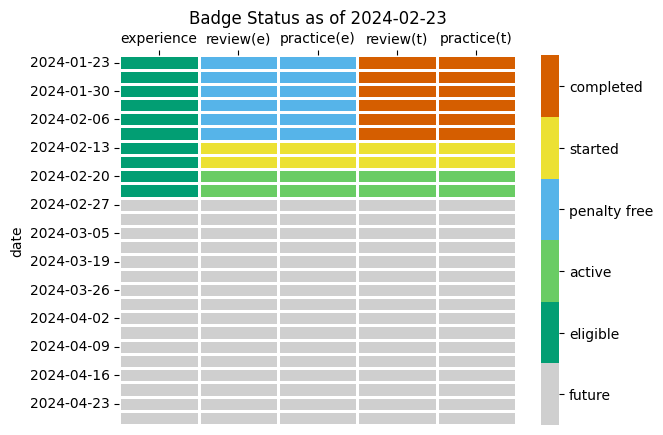 Badge Status as of 2024-02-23
experience review(e) practice(e) review(t) practice(t)
date
2024-01-23
2024-01-30
2024-02-06
2024-02-13
2024-02-20
2024-02-27
2024-03-05
2024-03-19
2024-03-26
2024-04-02
2024-04-09
2024-04-16
2024-04-23
completed
started
penalty free
active
eligible
future